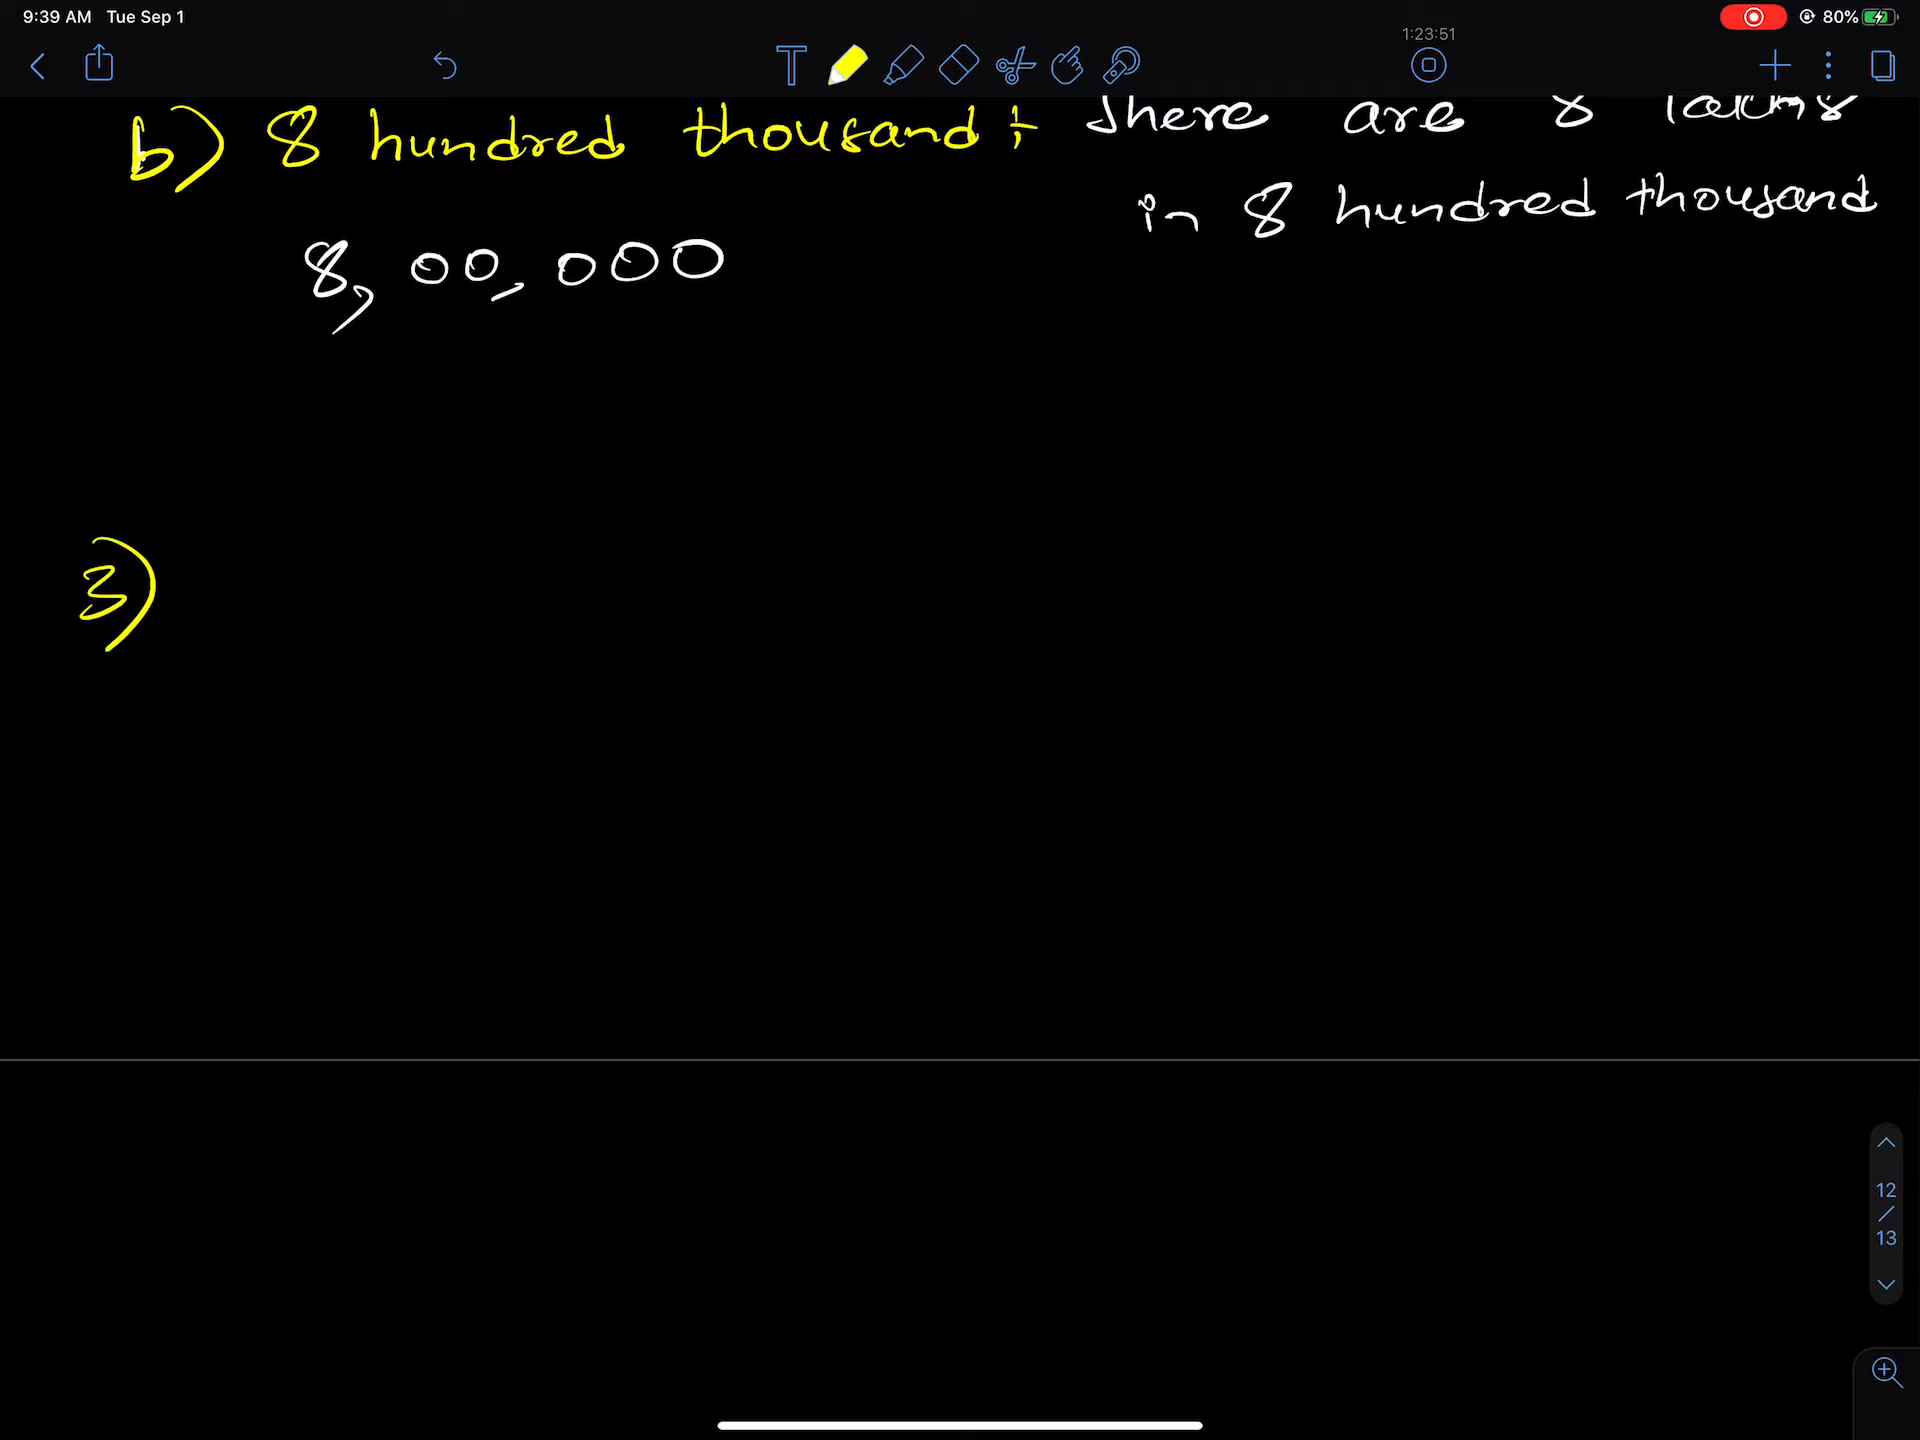 9:39 AM Tue Sep 1
80%
1:23:51
b) 8 hundred thousand :- There are 8 lakhs
in 8 hundred thousand
8,00,000
3)
12
/
13